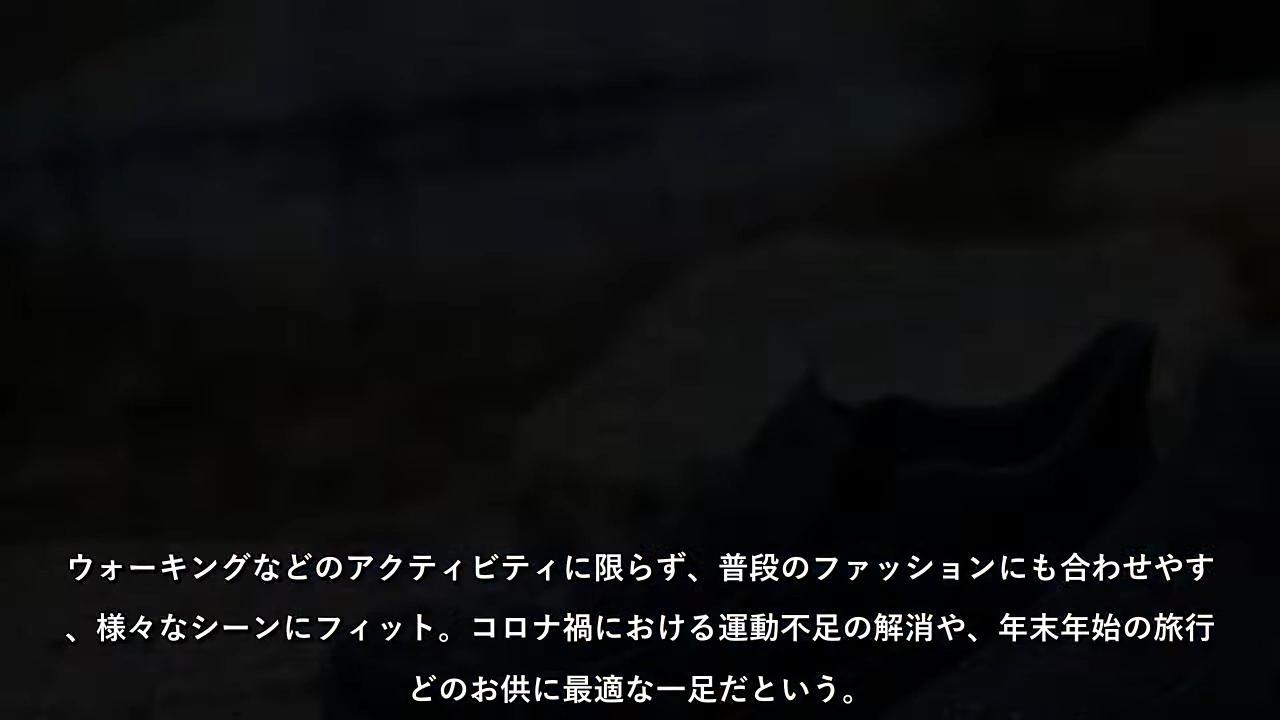 ウォーキングなどのアクティビティに限らず、普段のファッションにも合わせやす
、様々なシーンにフィット。コロナ禍における運動不足の解消や、年末年始の旅行
どのお供に最適な一足だという。